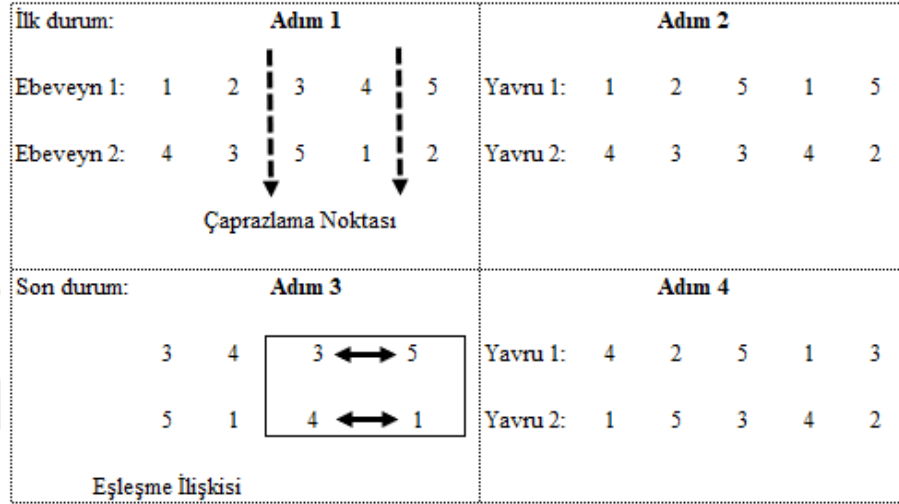 İlk durum: Adım 1
Ebeveyn 1: 1 2 3 4 5
Ebeveyn 2: 4 3 5 1 2
Çaprazlama Noktası
Adım 2
Yavru 1: 1 2 5 1 5
Yavru 2: 4 3 3 4 2
Son durum: Adım 3
3 4 3 5
5 1 4 1
Eşleşme İlişkisi
Adım 4
Yavru 1: 4 2 5 1 3
Yavru 2: 1 5 3 4 2